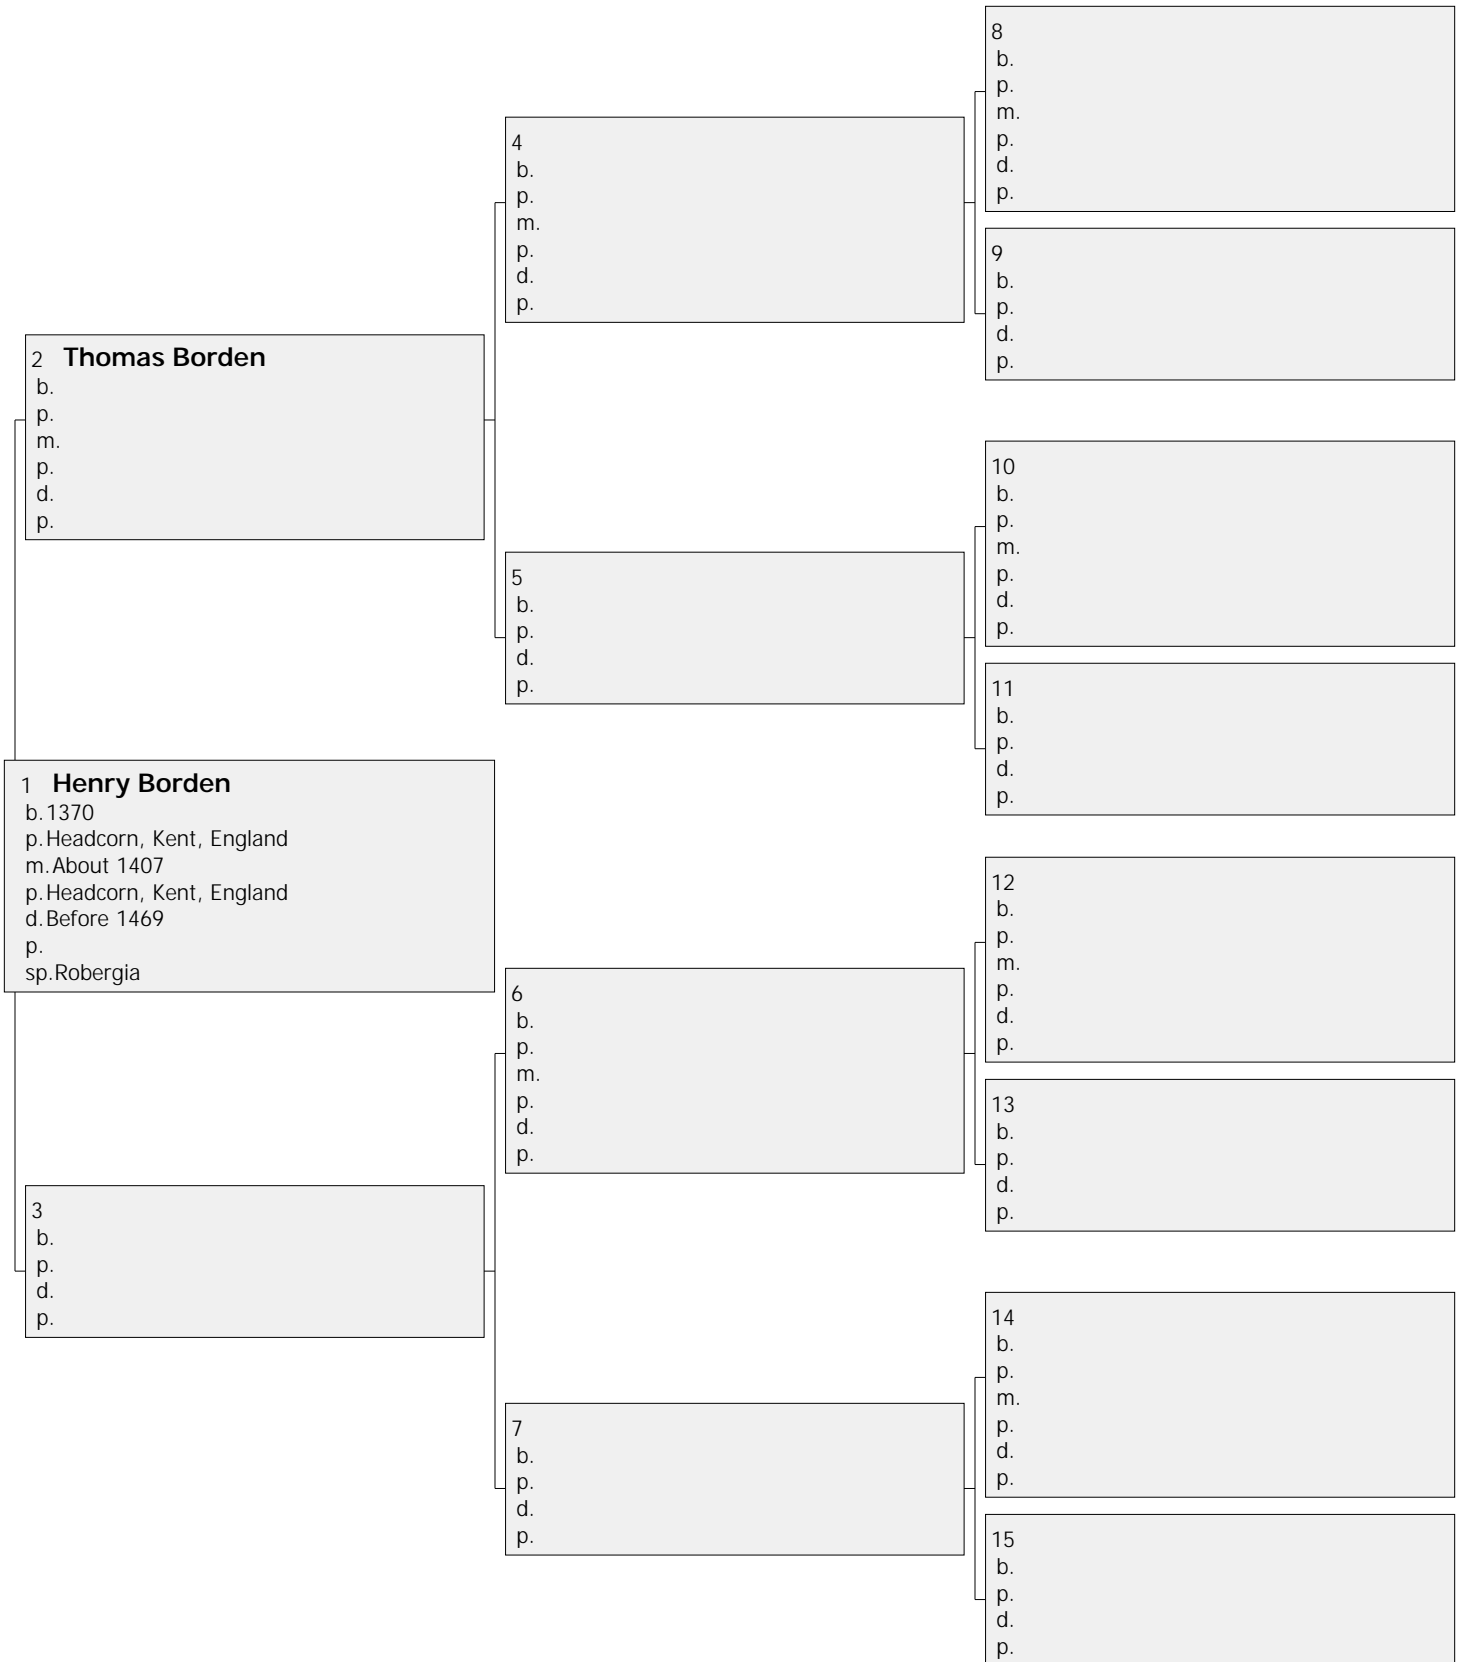 8
b.
p.
m.
p.
d.
p.
4
b.
p.
m.
p.
d.
p.
9
b.
p.
d.
p.
2 Thomas Borden
b.
p.
m.
p.
d.
p.
10
b.
p.
m.
p.
d.
p.
5
b.
p.
d.
p.
11
b.
p.
d.
p.
1 Henry Borden
b.1370
p.Headcorn, Kent, England
m.About 1407
p.Headcorn, Kent, England
d.Before 1469
p.
sp.Robergia
12
b.
p.
m.
p.
d.
p.
6
b.
p.
m.
p.
d.
p.
13
b.
p.
d.
p.
3
b.
p.
d.
p.
14
b.
p.
m.
p.
d.
p.
7
b.
p.
d.
p.
15
b.
p.
d.
p.